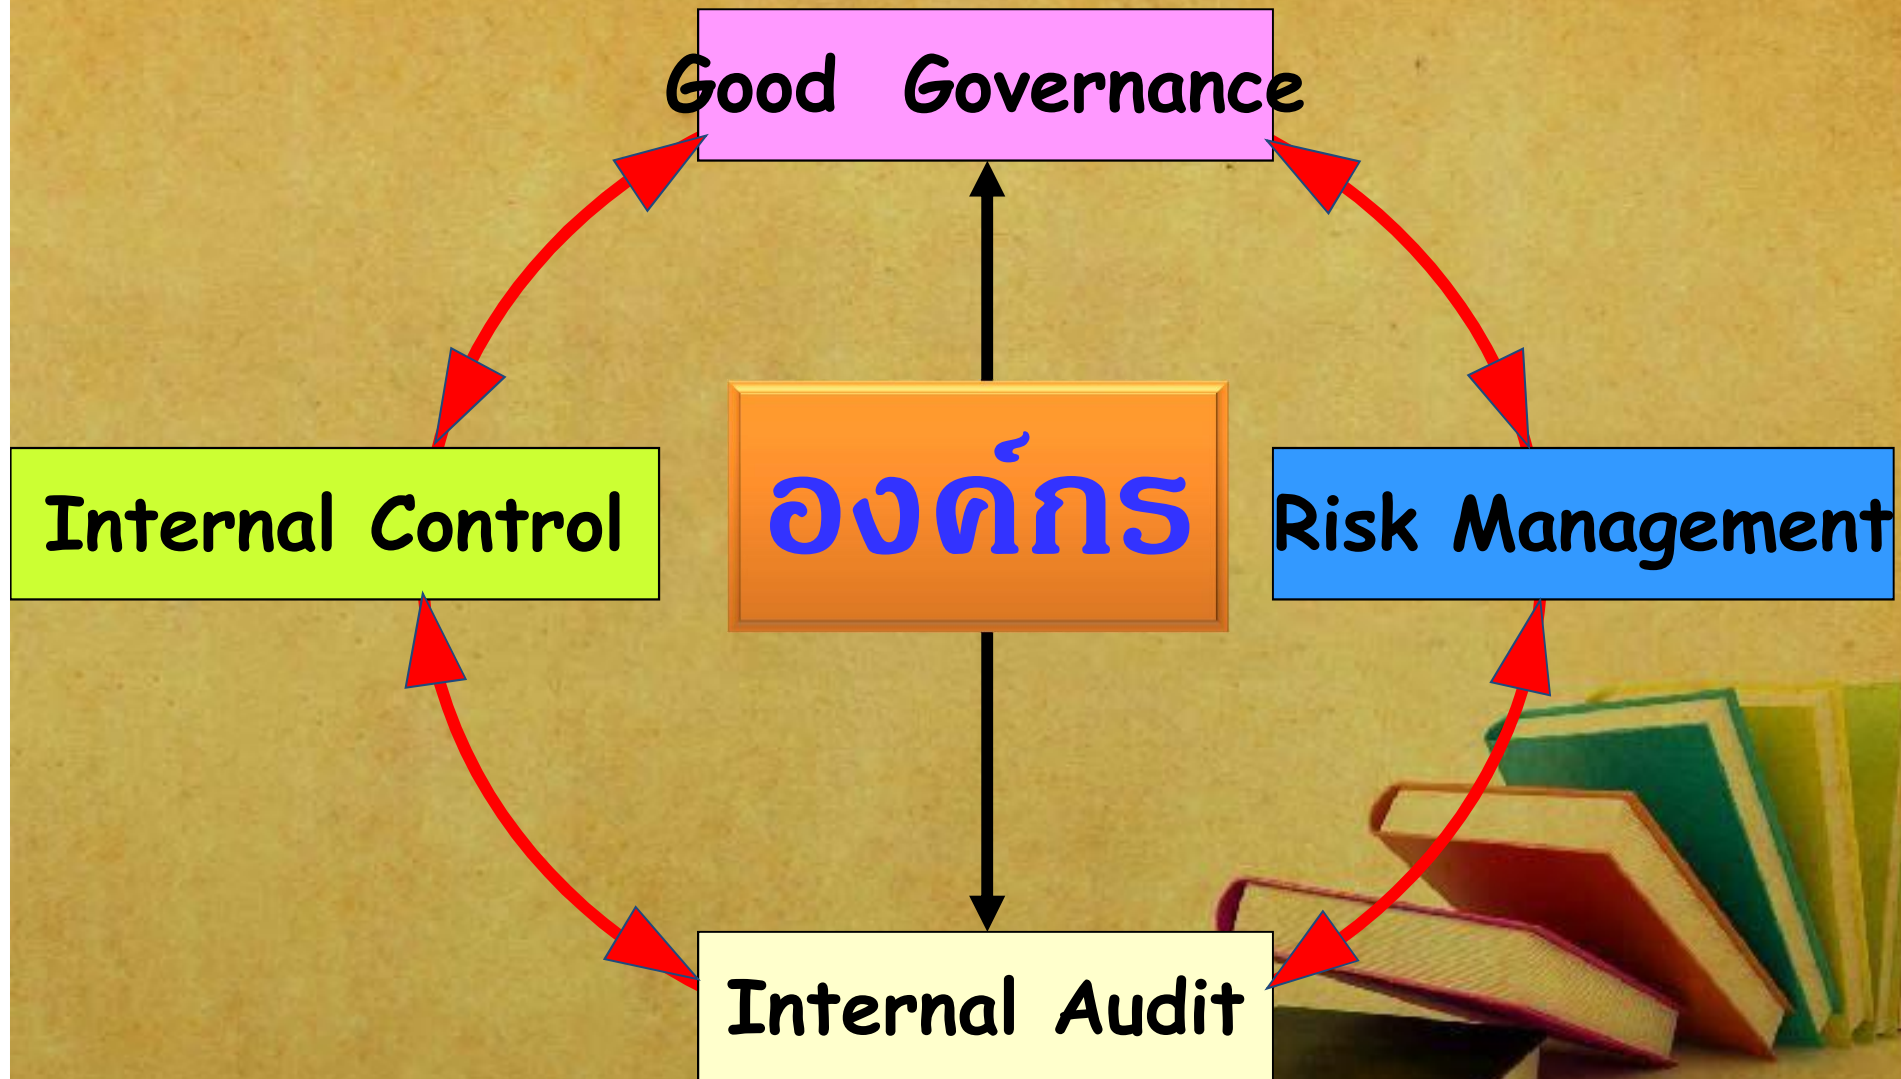 Good Governance
Internal Control
องค์กร
Risk Management
Internal Audit